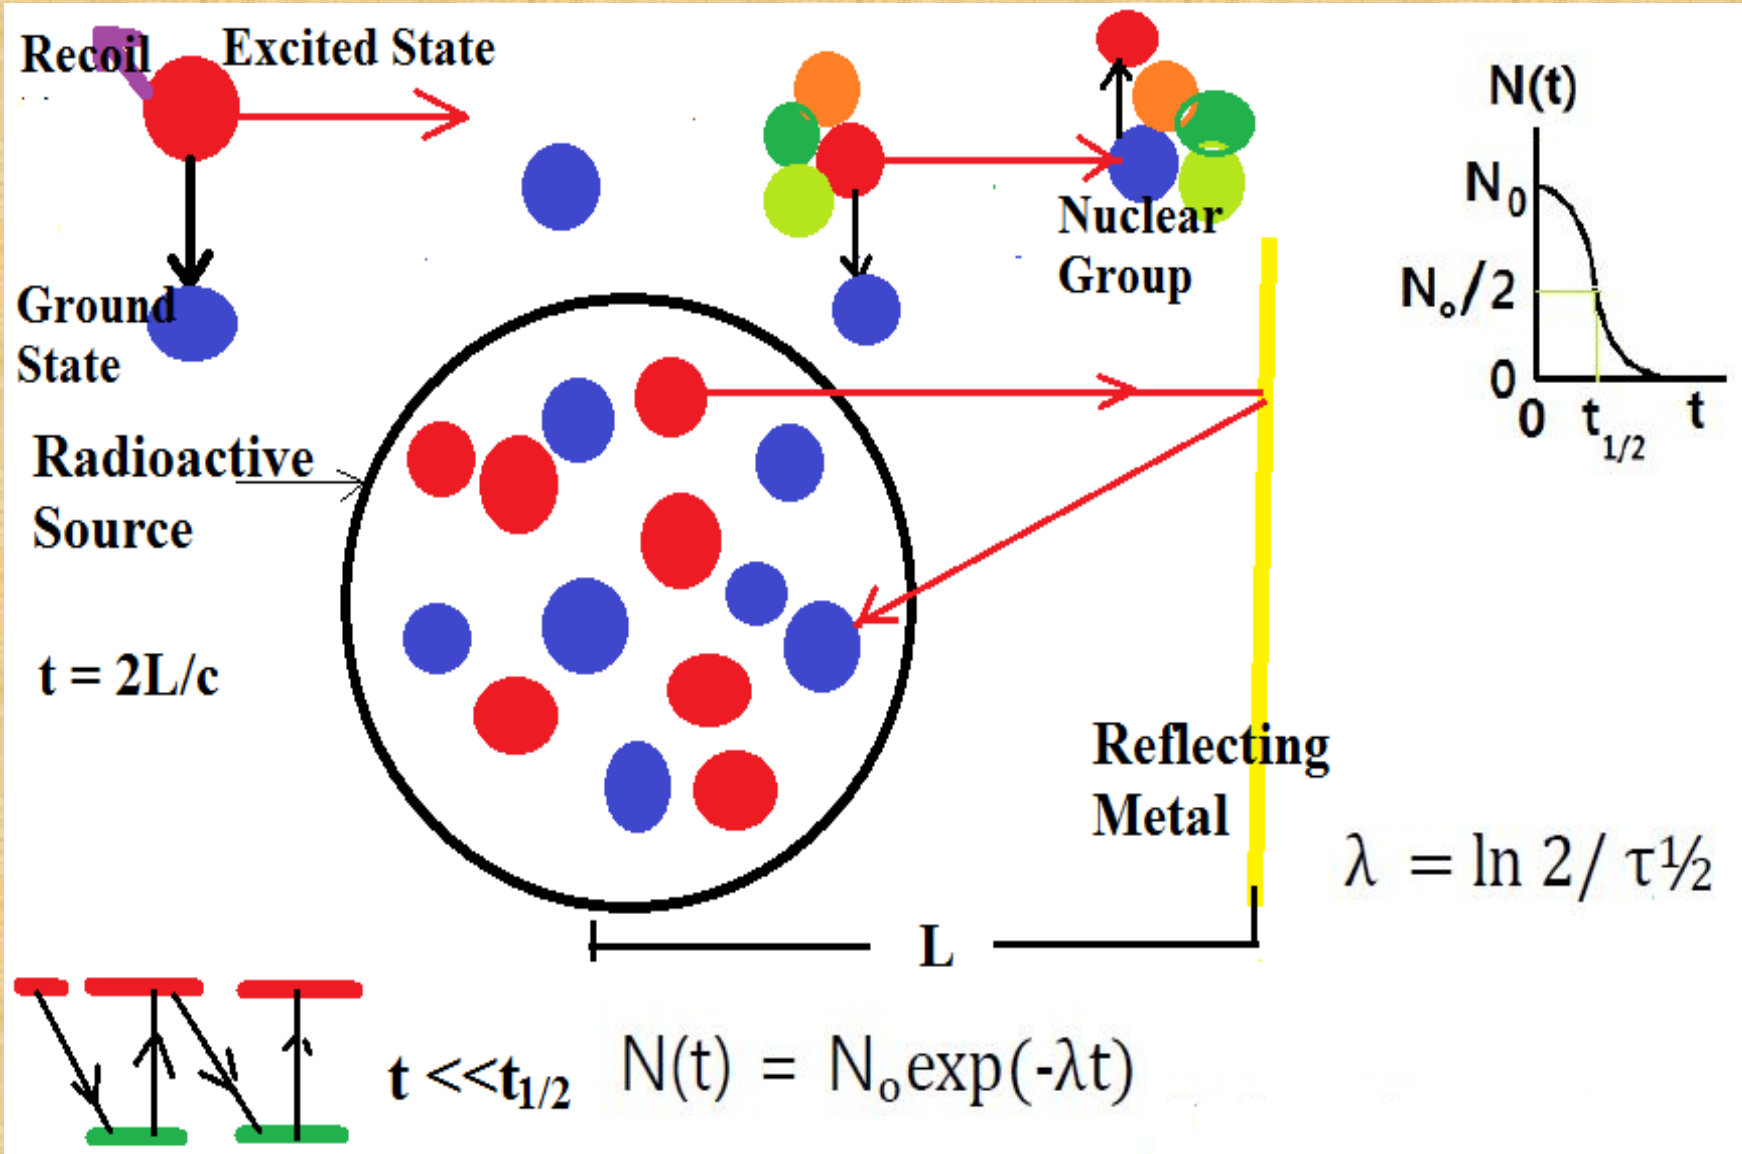 Recoil
Excited State
Ground
State
Nuclear
Group
N(t)
N₀
Nₒ/2
0
0
t₁/₂
t
Radioactive
Source
t = 2L/c
Reflecting
Metal
λ = ln 2/ τ½
L
t <<t₁/₂
N(t) = Nₒexp(-λt)